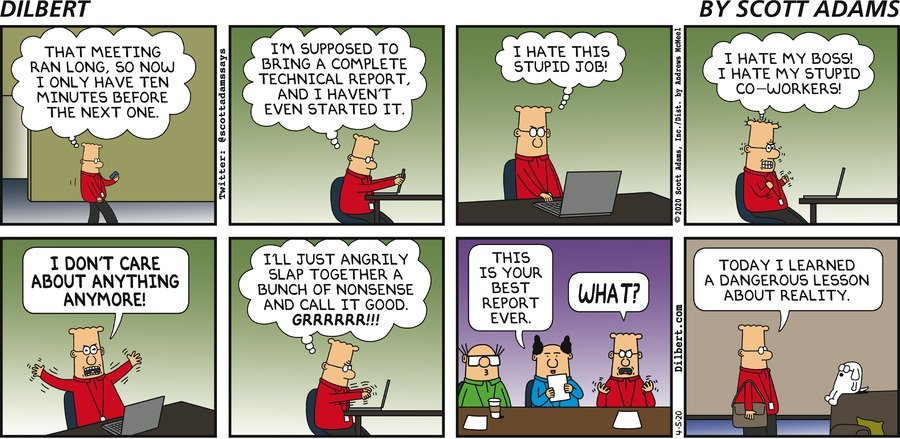 DILBERT
BY SCOTT ADAMS
THAT MEETING
RAN LONG, SO NOW
I ONLY HAVE TEN
MINUTES BEFORE
THE NEXT ONE.
Twitter: @scottadamssays
I'M SUPPOSED TO
BRING A COMPLETE
TECHNICAL REPORT,
AND I HAVEN'T
EVEN STARTED IT.
I HATE THIS
STUPID JOB!
© 2020 Scott Adams, Inc./Dist. by Andrews McMeel
I HATE MY BOSS!
I HATE MY STUPID
CO-WORKERS!
I DON'T CARE
ABOUT ANYTHING
ANYMORE!
I'LL JUST ANGRILY
SLAP TOGETHER A
BUNCH OF NONSENSE
AND CALL IT GOOD.
GRRRRRR!!!
THIS
IS YOUR
BEST
REPORT
EVER.
WHAT?
Dilbert.com
4-5-20
TODAY I LEARNED
A DANGEROUS LESSON
ABOUT REALITY.